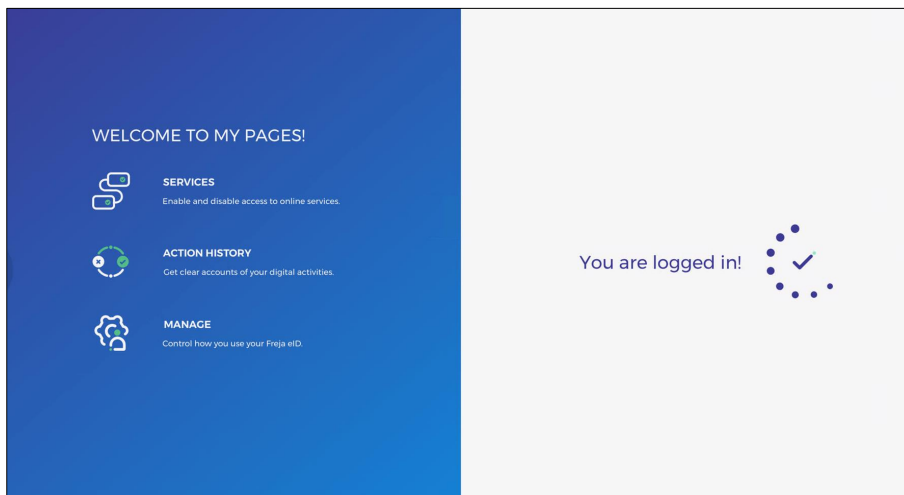 WELCOME TO MY PAGES!
SERVICES
Enable and disable access to online services.
ACTION HISTORY
Get clear accounts of your digital activities.
MANAGE
Control how you use your Freja eID.
You are logged in!